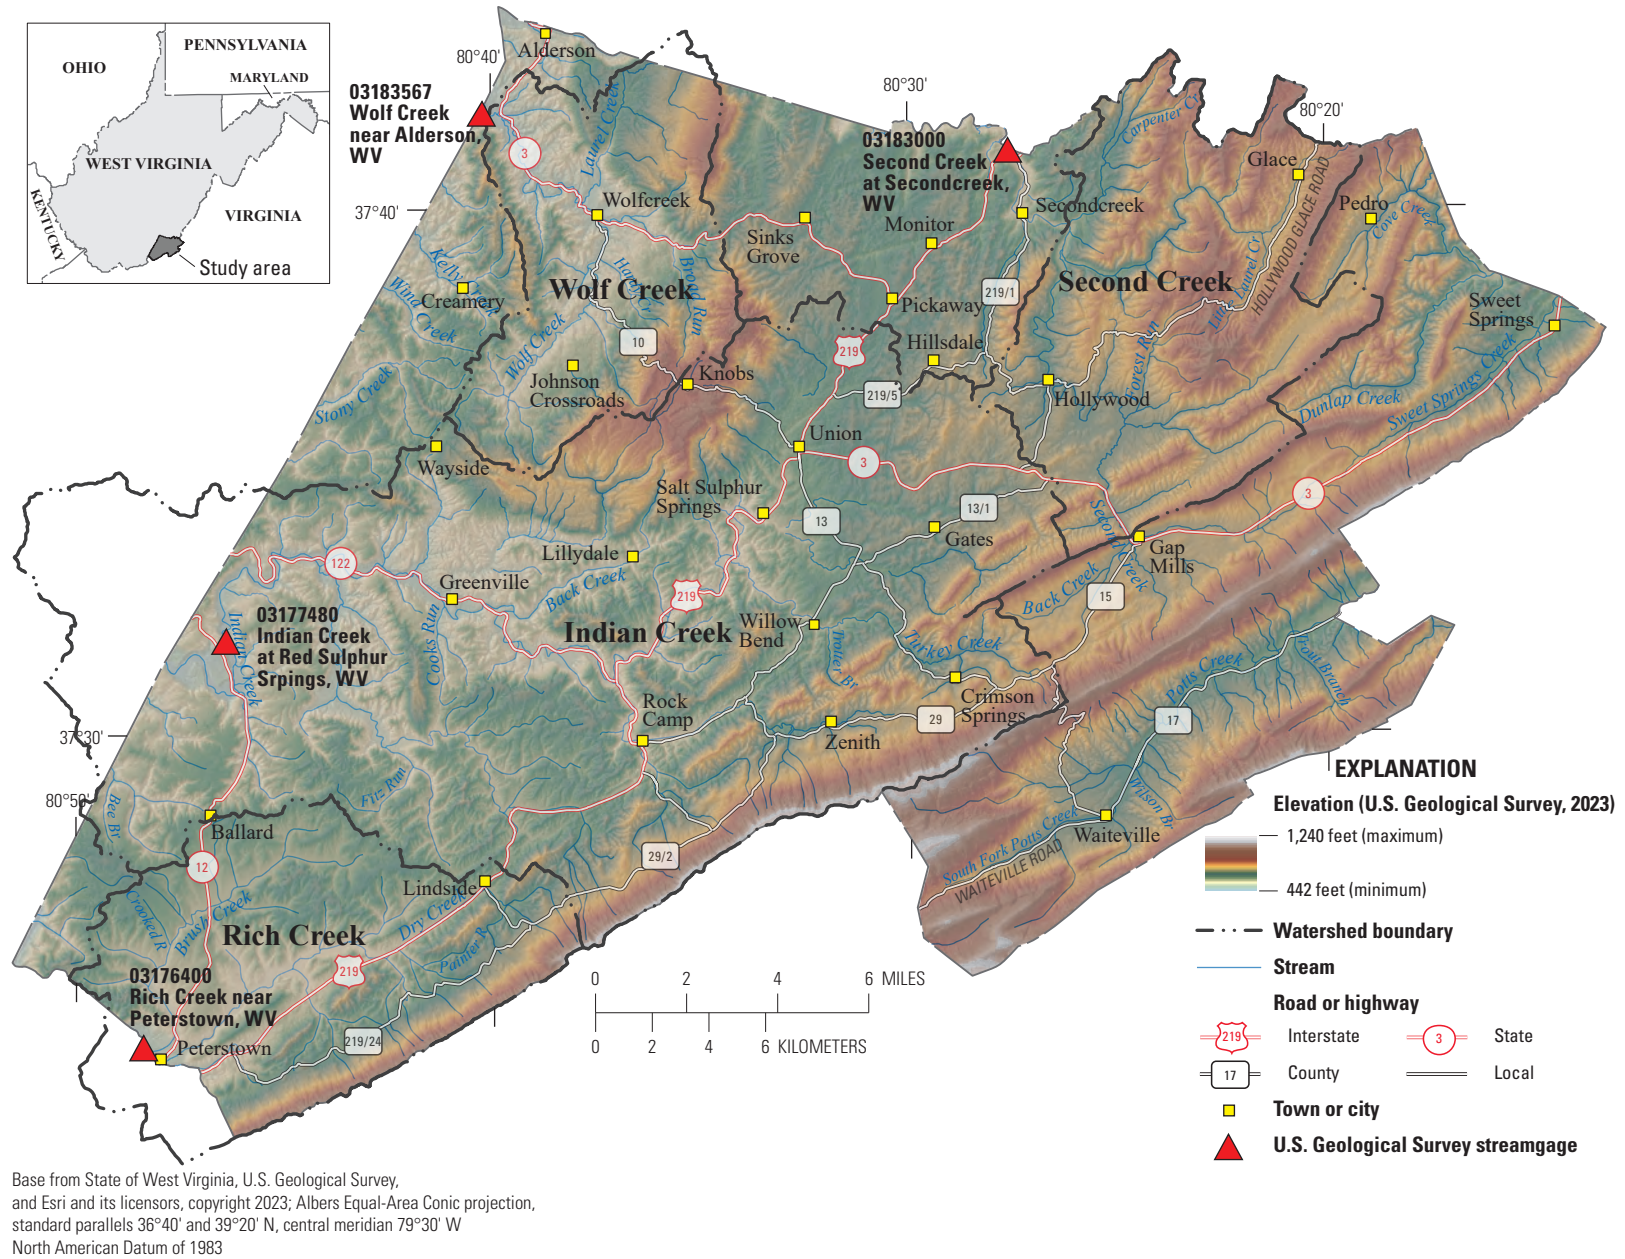 PENNSYLVANIA
OHIO
MARYLAND
WEST VIRGINIA
KENTUCKY
VIRGINIA
Study area
80°40'
Alderson
03183567
Wolf Creek
near Alderson,
WV
3
Laurel Creek
80°30'
03183000
Second Creek
at Secondcreek,
WV
Carpenter Cr
80°20'
Glace
HOLLYWOOD GLACE ROAD
Pedro
Cove Creek
37°40'
Wolfcreek
Sinks
Grove
Monitor
Secondcreek
Kelly Creek
Wind Creek
Creamery
Wolf Creek
Broad Run
Pickaway
219/1
Second Creek
Sweet
Springs
10
Wolf Creek
219
Hillsdale
Forest Run
Johnson
Crossroads
Knobs
219/5
Hollywood
Dunlap Creek
Sweet Springs Creek
Stony Creek
Union
3
Wayside
Salt Sulphur
Springs
13
13/1
Gates
Second Creek
3
Gap
Mills
122
Lillydale
Greenville
Back Creek
219
Back Creek
15
03177480
Indian Creek
at Red Sulphur
Srpings, WV
Indian Creek
Cooks Run
Indian Creek
Willow
Bend
Trotter Br
Turkey Creek
Potts Creek
Trout Branch
Rock
Camp
Crimson
Springs
29
17
Zenith
37°30'
80°50'
Bee Br
Fitz Run
Ballard
Wilson Br
South Fork Potts Creek
Waiteville
WAITEVILLE ROAD
12
29/2
Lindside
Crooked R
Brush Creek
Dry Creek
Painter R
Rich Creek
219
03176400
Rich Creek near
Peterstown, WV
Peterstown
219/24
0 2 4 6 MILES
0 2 4 6 KILOMETERS
EXPLANATION
Elevation (U.S. Geological Survey, 2023)
1,240 feet (maximum)
442 feet (minimum)
Watershed boundary
Stream
Road or highway
219 Interstate
3 State
17 County
Local
Town or city
U.S. Geological Survey streamgage
Base from State of West Virginia, U.S. Geological Survey,
and Esri and its licensors, copyright 2023; Albers Equal-Area Conic projection,
standard parallels 36°40' and 39°20' N, central meridian 79°30' W
North American Datum of 1983